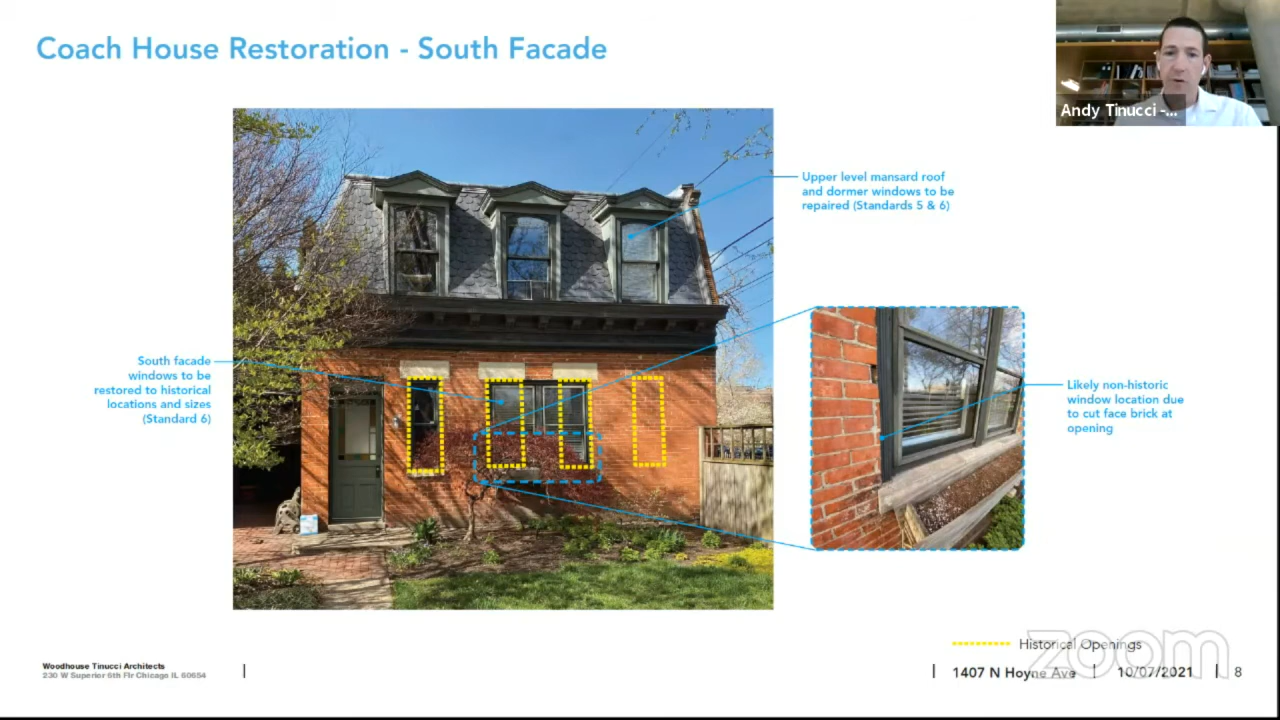 Coach House Restoration - South Facade
Andy Tinucci -...
Upper level mansard roof
and dormer windows to be
repaired (Standards 5 & 6)
South facade
windows to be
restored to historical
locations and sizes
(Standard 6)
Likely non-historic
window location due
to cut face brick at
opening
Historical Openings
zoom
Woodhouse Tinucci Architects
230 W Superior 6th Flr Chicago IL 60654
1407 N Hoyne Ave | 10/07/2021 | 8